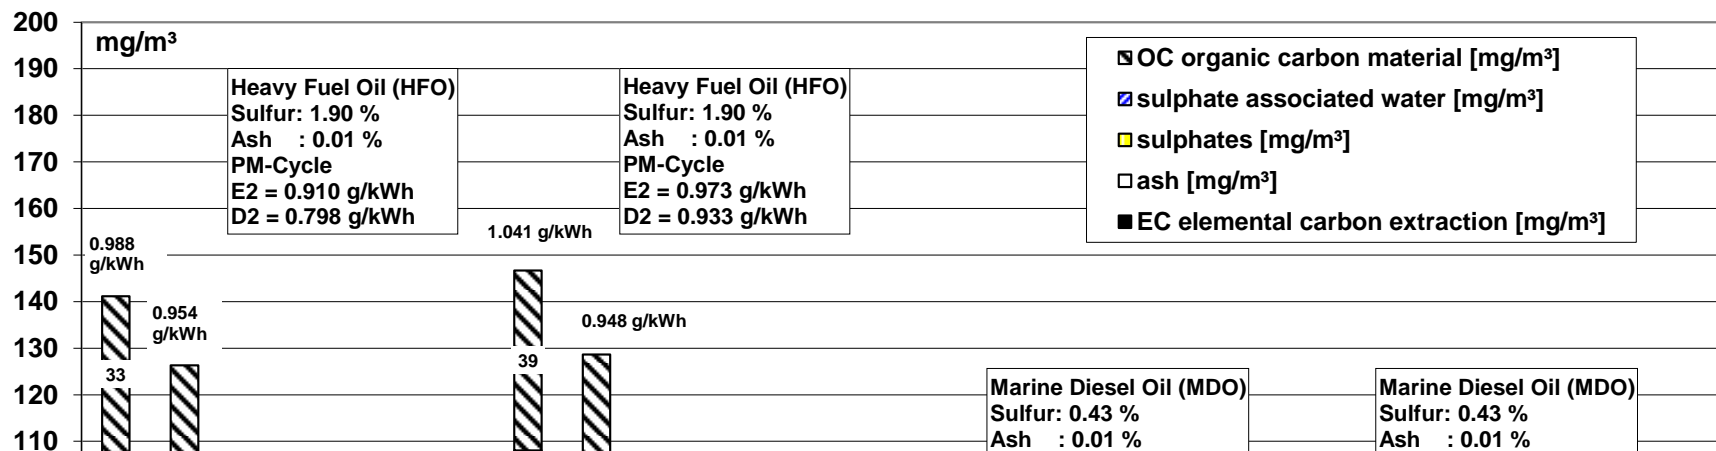 200
mg/m³
190
180
170
160
150
140
130
120
110
Heavy Fuel Oil (HFO)
Sulfur: 1.90 %
Ash : 0.01 %
PM-Cycle
E2 = 0.910 g/kWh
D2 = 0.798 g/kWh
Heavy Fuel Oil (HFO)
Sulfur: 1.90 %
Ash : 0.01 %
PM-Cycle
E2 = 0.973 g/kWh
D2 = 0.933 g/kWh
OC organic carbon material [mg/m³]
sulphate associated water [mg/m³]
sulphates [mg/m³]
ash [mg/m³]
EC elemental carbon extraction [mg/m³]
0.988
g/kWh
0.954
g/kWh
1.041 g/kWh
0.948 g/kWh
33
39
Marine Diesel Oil (MDO)
Sulfur: 0.43 %
Ash : 0.01 %
Marine Diesel Oil (MDO)
Sulfur: 0.43 %
Ash : 0.01 %